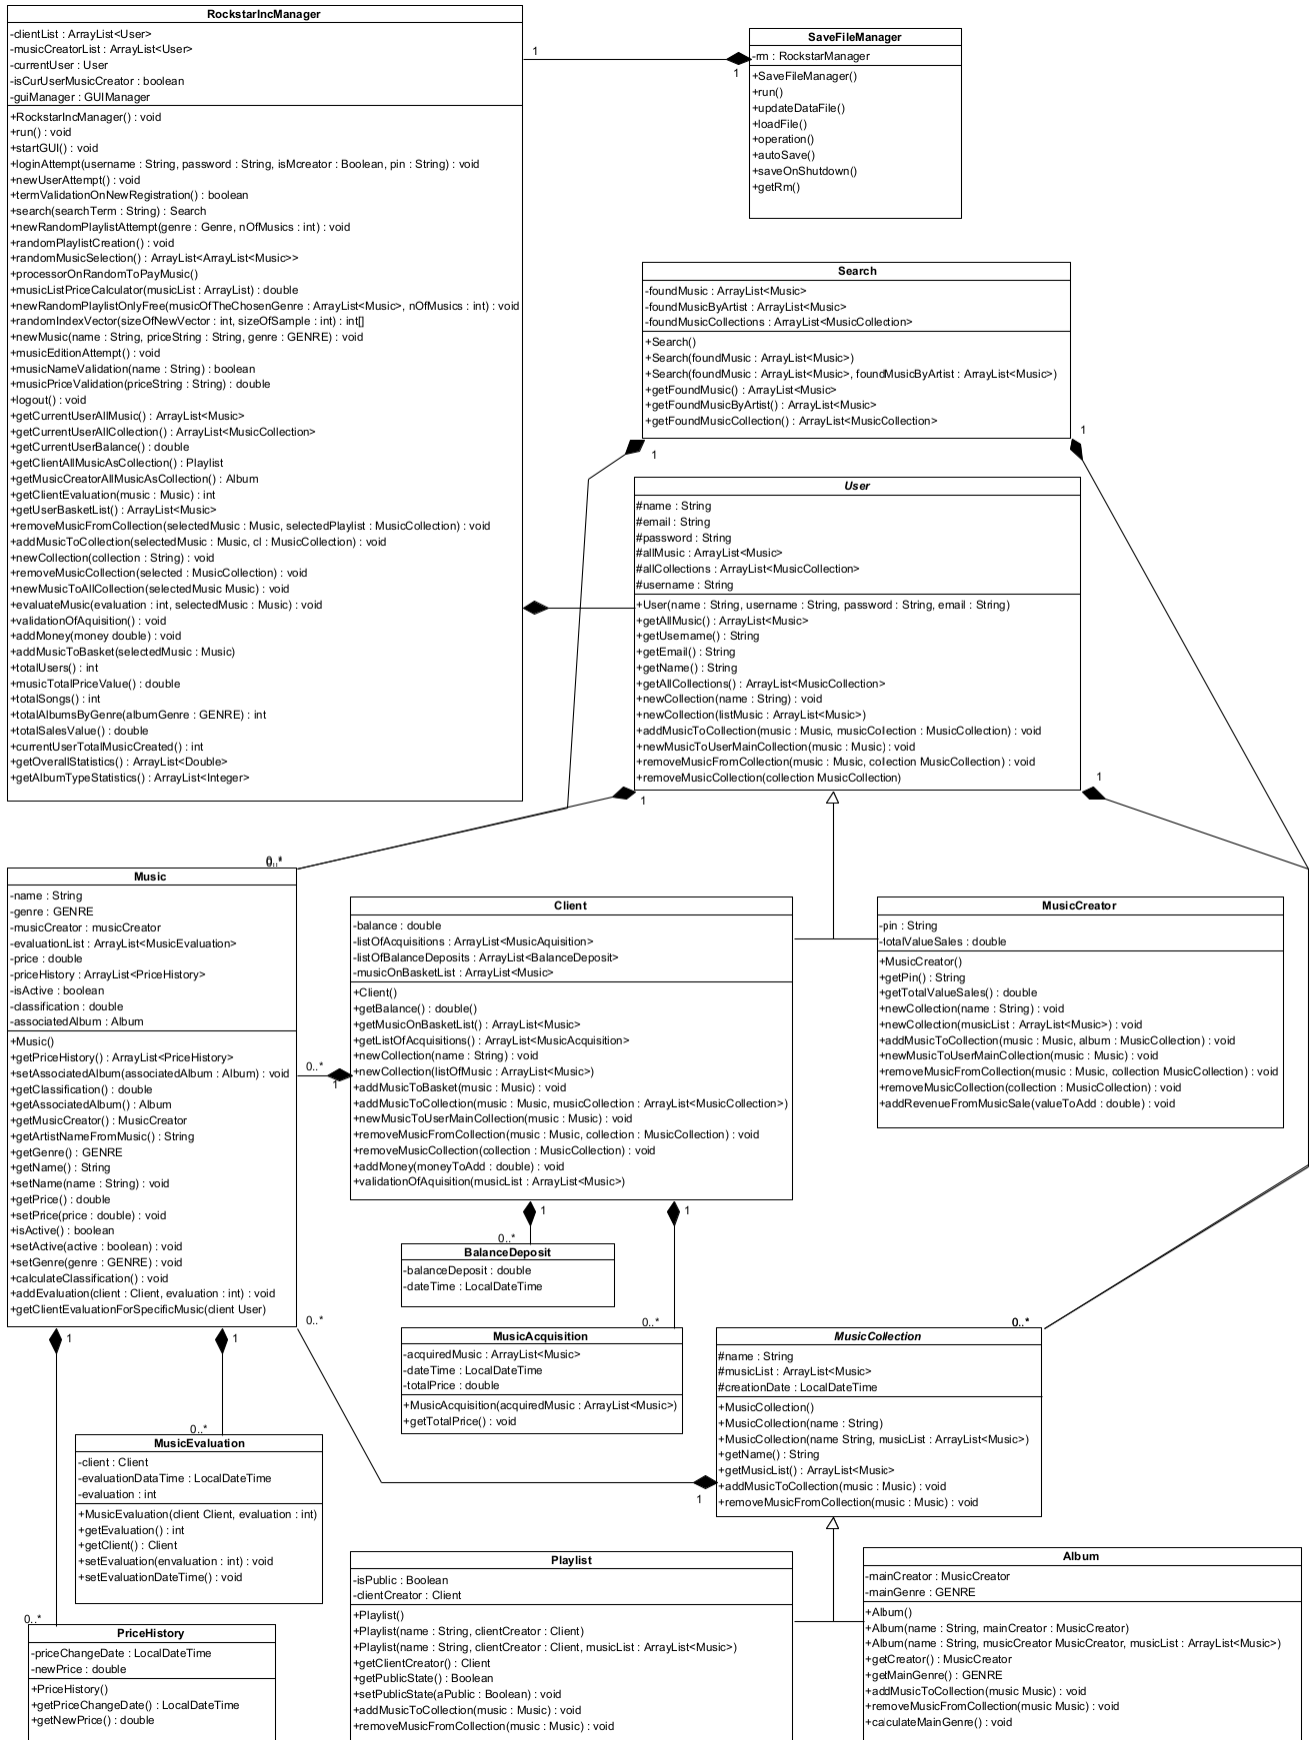 RockstarIncManager
-clientList : ArrayList<User>
-musicCreatorList : ArrayList<User>
-currentUser : User
-isCurUserMusicCreator : boolean
-guiManager : GUIManager
+RockstarIncManager() : void
+run() : void
+startGUI() : void
+loginAttempt(username : String, password : String, isMcreator : Boolean, pin : String) : void
+newUserAttempt() : void
+termValidationOnNewRegistration() : boolean
+search(searchTerm : String) : Search
+newRandomPlaylistAttempt(genre : Genre, nOfMusics : int) : void
+randomPlaylistCreation() : void
+randomMusicSelection() : ArrayList<ArrayList<Music>>
+processorOnRandomToPayMusic()
+musicListPriceCalculator(musicList : ArrayList) : double
+newRandomPlaylistOnlyFree(musicOfTheChosenGenre : ArrayList<Music>, nOfMusics : int) : void
+randomIndexVector(sizeOfNewVector : int, sizeOfSample : int) : int[]
+newMusic(name : String, priceString : String, genre : GENRE) : void
+musicEditionAttempt() : void
+musicNameValidation(name : String) : boolean
+musicPriceValidation(priceString : String) : double
+logout() : void
+getCurrentUserAllMusic() : ArrayList<Music>
+getCurrentUserAllCollection() : ArrayList<MusicCollection>
+getCurrentUserBalance() : double
+getClientAllMusicAsCollection() : Playlist
+getMusicCreatorAllMusicAsCollection() : Album
+getClientEvaluation(music : Music) : int
+getUserBasketList() : ArrayList<Music>
+removeMusicFromCollection(selectedMusic : Music, selectedPlaylist : MusicCollection) : void
+addMusicToCollection(selectedMusic : Music, cl : MusicCollection) : void
+newCollection(collection : String) : void
+removeMusicCollection(selected : MusicCollection) : void
+newMusicToAllCollection(selectedMusic Music) : void
+evaluateMusic(evaluation : int, selectedMusic : Music) : void
+validationOfAquisition() : void
+addMoney(money double) : void
+addMusicToBasket(selectedMusic : Music)
+totalUsers() : int
+musicTotalPriceValue() : double
+totalSongs() : int
+totalAlbumsByGenre(albumGenre : GENRE) : int
+totalSalesValue() : double
+currentUserTotalMusicCreated() : int
+getOverallStatistics() : ArrayList<Double>
+getAlbumTypeStatistics() : ArrayList<Integer>
1
1
SaveFileManager
-rm : RockstarManager
+SaveFileManager()
+run()
+updateDataFile()
+loadFile()
+operation()
+autoSave()
+saveOnShutdown()
+getRm()
Search
-foundMusic : ArrayList<Music>
-foundMusicByArtist : ArrayList<Music>
-foundMusicCollections : ArrayList<MusicCollection>
+Search()
+Search(foundMusic : ArrayList<Music>)
+Search(foundMusic : ArrayList<Music>, foundMusicByArtist : ArrayList<Music>)
+getFoundMusic() : ArrayList<Music>
+getFoundMusicByArtist() : ArrayList<Music>
+getFoundMusicCollection() : ArrayList<MusicCollection>
1
1
User
#name : String
#email : String
#password : String
#allMusic : ArrayList<Music>
#allCollections : ArrayList<MusicCollection>
#username : String
+User(name : String, username : String, password : String, email : String)
+getAllMusic() : ArrayList<Music>
+getUsername() : String
+getEmail() : String
+getName() : String
+getAllCollections() : ArrayList<MusicCollection>
+newCollection(name : String) : void
+newCollection(listMusic : ArrayList<Music>)
+addMusicToCollection(music : Music, musicCollection : MusicCollection) : void
+newMusicToUserMainCollection(music : Music) : void
+removeMusicFromCollection(music : Music, collection MusicCollection) : void
+removeMusicCollection(collection MusicCollection)
1
1
0..*
Music
-name : String
-genre : GENRE
-musicCreator : musicCreator
-evaluationList : ArrayList<MusicEvaluation>
-price : double
-priceHistory : ArrayList<PriceHistory>
-isActive : boolean
-classification : double
-associatedAlbum : Album
+Music()
+getPriceHistory() : ArrayList<PriceHistory>
+setAssociatedAlbum(associatedAlbum : Album) : void
+getClassification() : double
+getAssociatedAlbum() : Album
+getMusicCreator() : MusicCreator
+getArtistNameFromMusic() : String
+getGenre() : GENRE
+getName() : String
+setName(name : String) : void
+getPrice() : double
+setPrice(price : double) : void
+isActive() : boolean
+setActive(active : boolean) : void
+setGenre(genre : GENRE) : void
+calculateClassification() : void
+addEvaluation(client : Client, evaluation : int) : void
+getClientEvaluationForSpecificMusic(client User)
0..*
1
Client
-balance : double
-listOfAcquisitions : ArrayList<MusicAquisition>
-listOfBalanceDeposits : ArrayList<BalanceDeposit>
-musicOnBasketList : ArrayList<Music>
+Client()
+getBalance() : double()
+getMusicOnBasketList() : ArrayList<Music>
+getListOfAcquisitions() : ArrayList<MusicAcquisition>
+newCollection(name : String) : void
+newCollection(listOfMusic : ArrayList<Music>)
+addMusicToBasket(music : Music) : void
+addMusicToCollection(music : Music, musicCollection : ArrayList<MusicCollection>)
+newMusicToUserMainCollection(music : Music) : void
+removeMusicFromCollection(music : Music, collection : MusicCollection) : void
+removeMusicCollection(collection : MusicCollection) : void
+addMoney(moneyToAdd : double) : void
+validationOfAquisition(musicList : ArrayList<Music>)
MusicCreator
-pin : String
-totalValueSales : double
+MusicCreator()
+getPin() : String
+getTotalValueSales() : double
+newCollection(name : String) : void
+newCollection(musicList : ArrayList<Music>) : void
+addMusicToCollection(music : Music, album : MusicCollection) : void
+newMusicToUserMainCollection(music : Music) : void
+removeMusicFromCollection(music : Music, collection MusicCollection) : void
+removeMusicCollection(collection : MusicCollection) : void
+addRevenueFromMusicSale(valueToAdd : double) : void
1
1
0..*
BalanceDeposit
-balanceDeposit : double
-dateTime : LocalDateTime
0..*
MusicAcquisition
-acquiredMusic : ArrayList<Music>
-dateTime : LocalDateTime
-totalPrice : double
+MusicAcquisition(acquiredMusic : ArrayList<Music>)
+getTotalPrice() : void
0..*
MusicCollection
#name : String
#musicList : ArrayList<Music>
#creationDate : LocalDateTime
+MusicCollection()
+MusicCollection(name : String)
+MusicCollection(name String, musicList : ArrayList<Music>)
+getName() : String
+getMusicList() : ArrayList<Music>
+addMusicToCollection(music : Music) : void
+removeMusicFromCollection(music : Music) : void
0..*
1
1
1
0..*
MusicEvaluation
-client : Client
-evaluationDataTime : LocalDateTime
-evaluation : int
+MusicEvaluation(client Client, evaluation : int)
+getEvaluation() : int
+getClient() : Client
+setEvaluation(envaluation : int) : void
+setEvaluationDateTime() : void
0..*
PriceHistory
-priceChangeDate : LocalDateTime
-newPrice : double
+PriceHistory()
+getPriceChangeDate() : LocalDateTime
+getNewPrice() : double
Playlist
-isPublic : Boolean
-clientCreator : Client
+Playlist()
+Playlist(name : String, clientCreator : Client)
+Playlist(name : String, clientCreator : Client, musicList : ArrayList<Music>)
+getClientCreator() : Client
+getPublicState() : Boolean
+setPublicState(aPublic : Boolean) : void
+addMusicToCollection(music : Music) : void
+removeMusicFromCollection(music : Music) : void
Album
-mainCreator : MusicCreator
-mainGenre : GENRE
+Album()
+Album(name : String, mainCreator : MusicCreator)
+Album(name : String, musicCreator MusicCreator, musicList : ArrayList<Music>)
+getCreator() : MusicCreator
+getMainGenre() : GENRE
+addMusicToCollection(music Music) : void
+removeMusicFromCollection(music Music) : void
+calculateMainGenre() : void